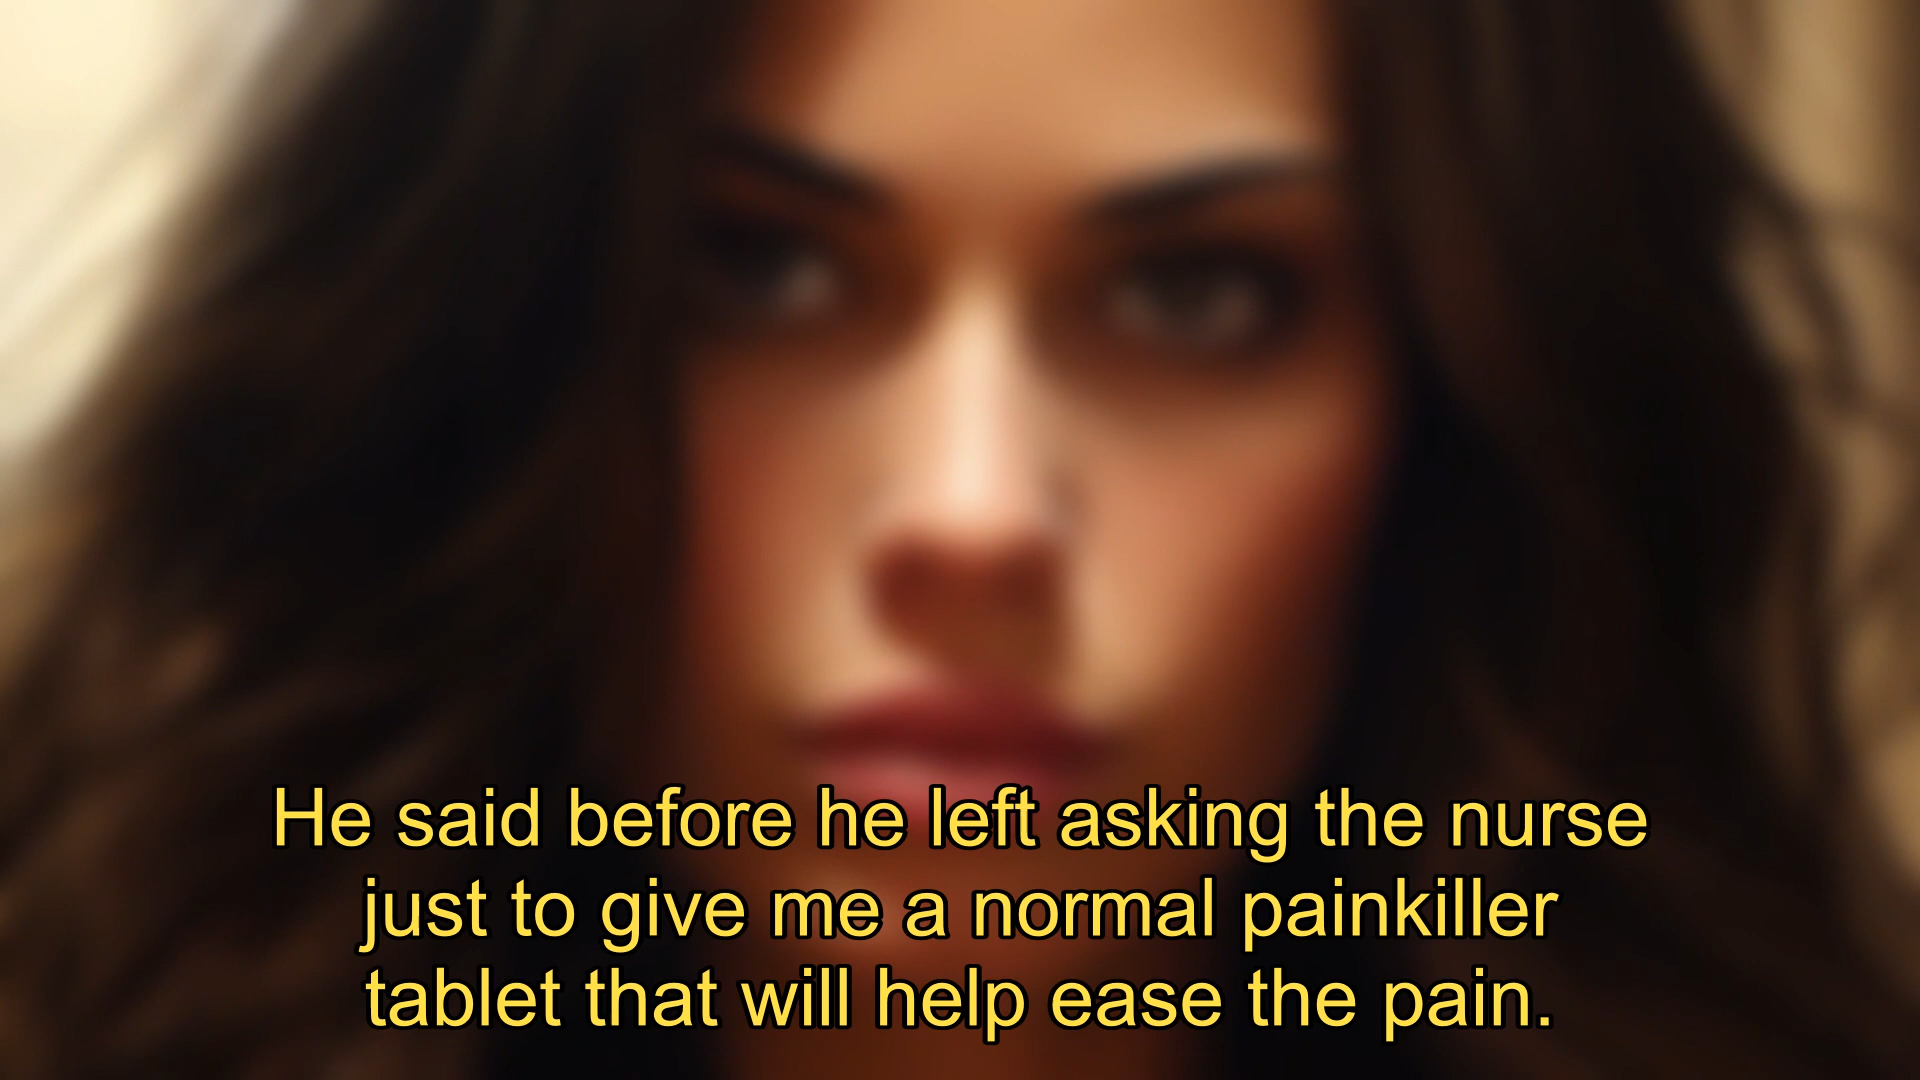 He said before he left asking the nurse
just to give me a normal painkiller
tablet that will help ease the pain.